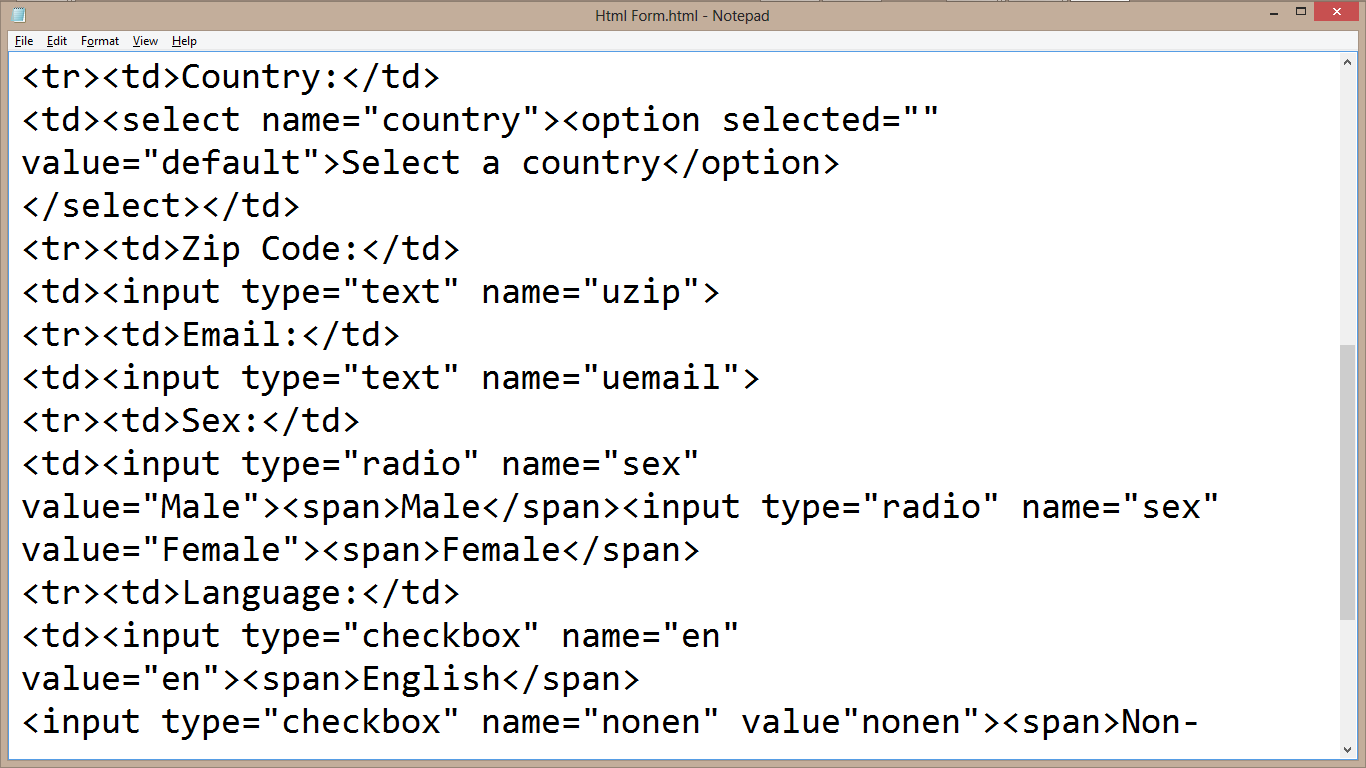 Html Form.html - Notepad
File Edit Format View Help
<tr><td>Country:</td>
<td><select name="country"><option selected=""
value="default">Select a country</option>
</select></td>
<tr><td>Zip Code:</td>
<td><input type="text" name="uzip">
<tr><td>Email:</td>
<td><input type="text" name="uemail">
<tr><td>Sex:</td>
<td><input type="radio" name="sex"
value="Male"><span>Male</span><input type="radio" name="sex"
value="Female"><span>Female</span>
<tr><td>Language:</td>
<td><input type="checkbox" name="en"
value="en"><span>English</span>
<input type="checkbox" name="nonen" value"nonen"><span>Non-